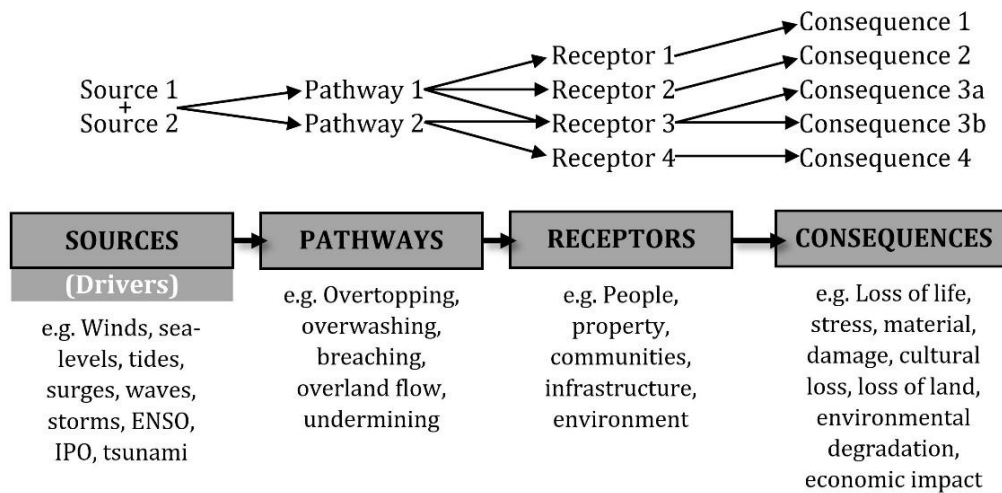 Source 1
+
Source 2
Pathway 1
Pathway 2
Receptor 1
Receptor 2
Receptor 3
Receptor 4
Consequence 1
Consequence 2
Consequence 3a
Consequence 3b
Consequence 4
SOURCES
(Drivers)
e.g. Winds, sea-
levels, tides,
surges, waves,
storms, ENSO,
IPO, tsunami
PATHWAYS
e.g. Overtopping,
overwashing,
breaching,
overland flow,
undermining
RECEPTORS
e.g. People,
property,
communities,
infrastructure,
environment
CONSEQUENCES
e.g. Loss of life,
stress, material,
damage, cultural
loss, loss of land,
environmental
degradation,
economic impact